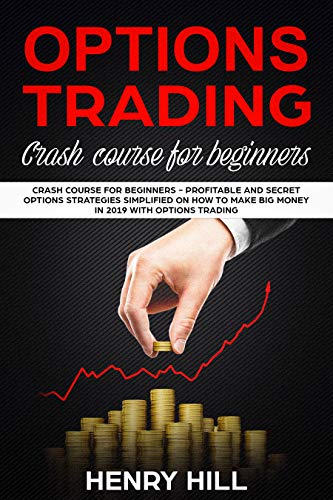 OPTIONS
TRADING
Crash course for beginners
CRASH COURSE FOR BEGINNERS - PROFITABLE AND SECRET
OPTIONS STRATEGIES SIMPLIFIED ON HOW TO MAKE BIG MONEY
IN 2019 WITH OPTIONS TRADING
HENRY HILL